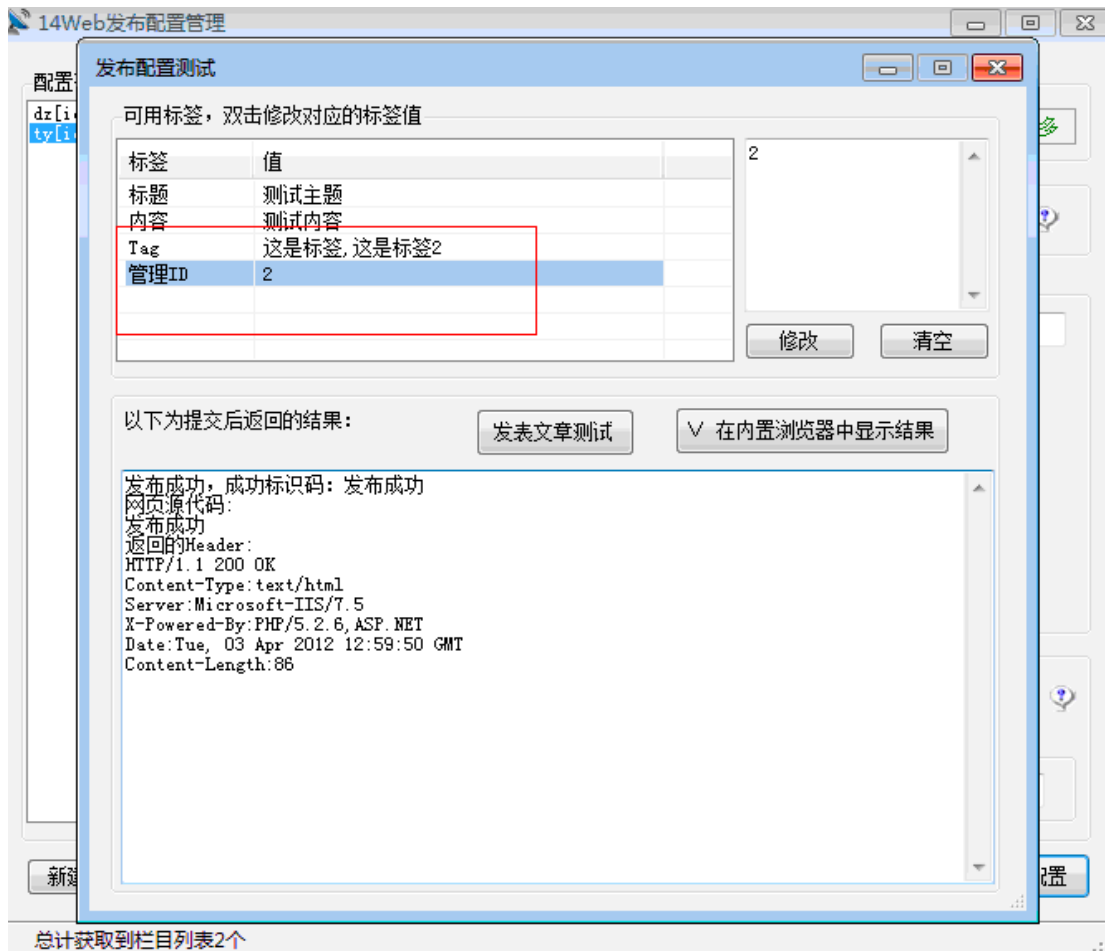 14Web发布配置管理
发布配置测试
配置
dz[i
ty[i
可用标签，双击修改对应的标签值
多
标签 值
标题 测试主题
内容 测试内容
Tag 这是标签,这是标签2
管理ID 2
2
修改 清空
以下为提交后返回的结果：
发表文章测试
V 在内置浏览器中显示结果
发布成功，成功标识码：发布成功
网页源代码：
发布成功
返回的Header:
HTTP/1.1 200 OK
Content-Type:text/html
Server:Microsoft-IIS/7.5
X-Powered-By:PHP/5.2.6,ASP.NET
Date:Tue, 03 Apr 2012 12:59:50 GMT
Content-Length:86
新建
配置
总计获取到栏目列表2个